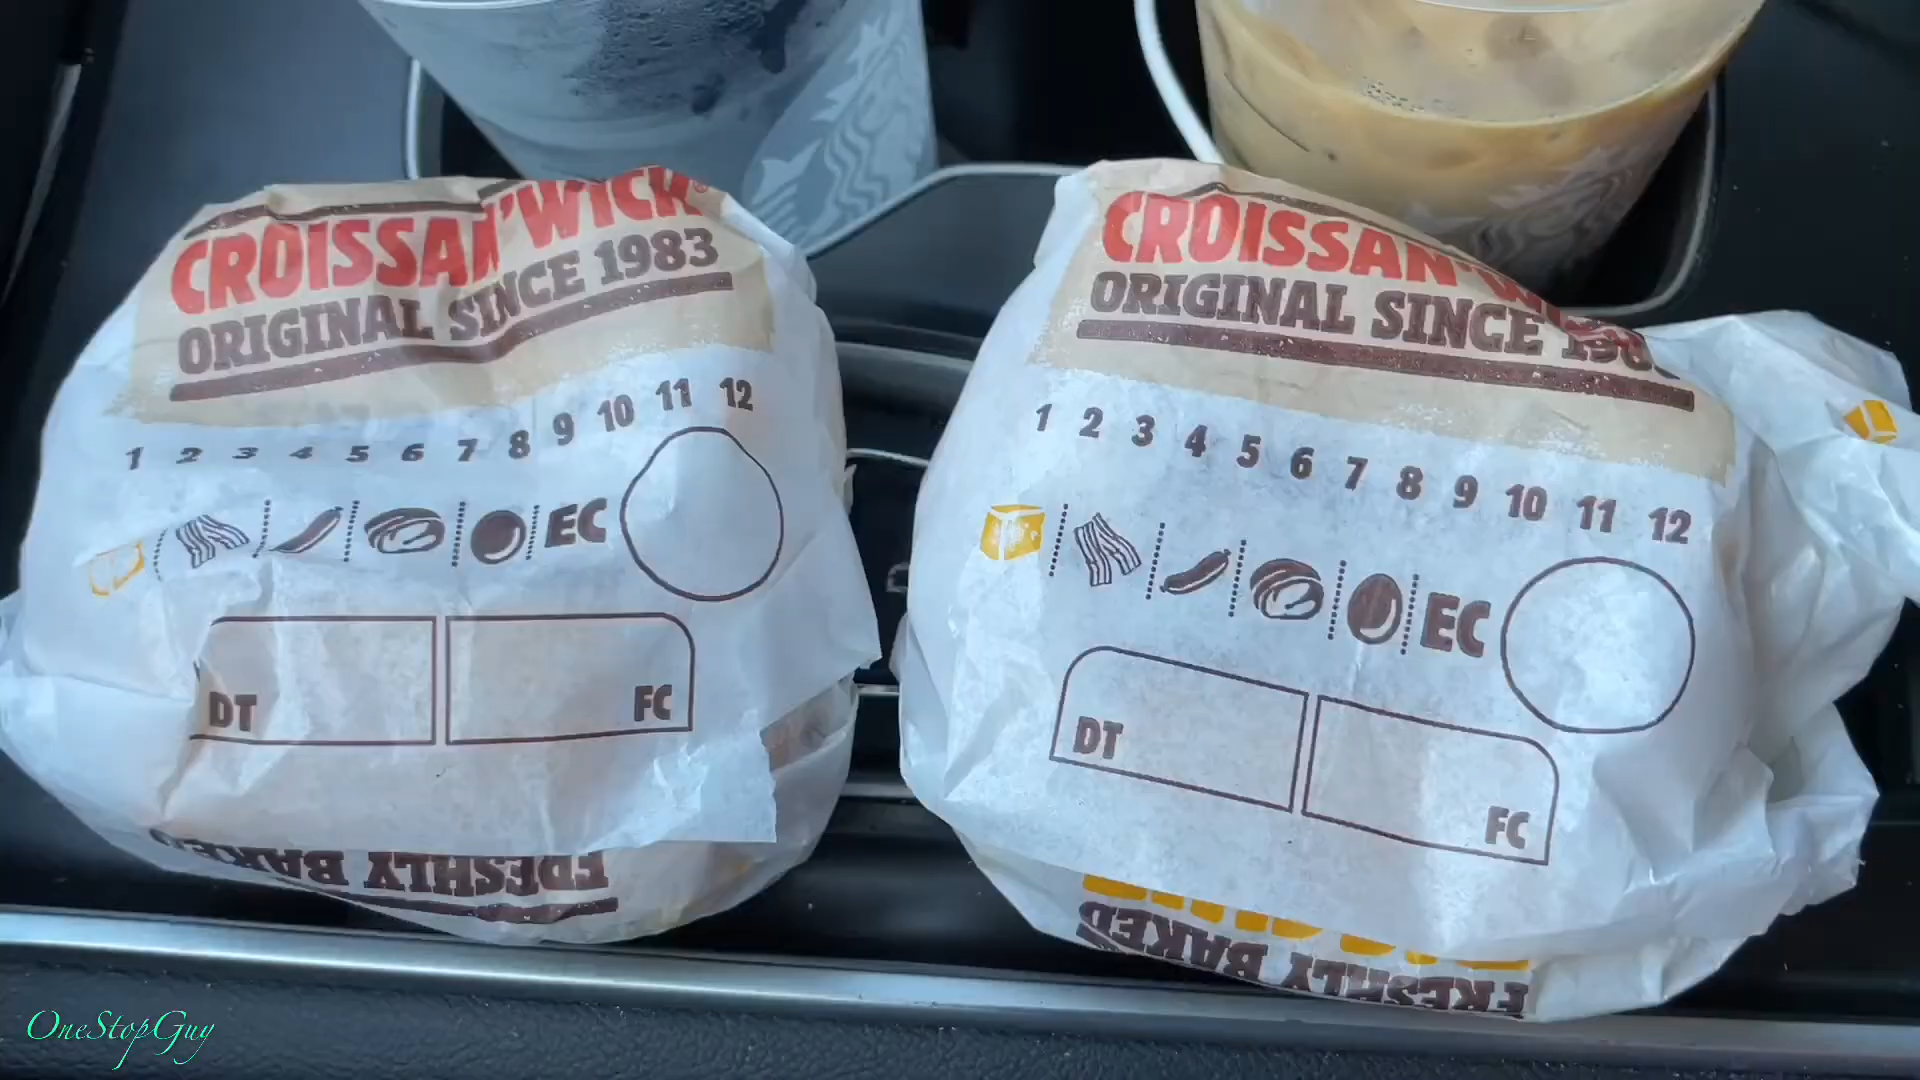 CROISSAN'WICH®
ORIGINAL SINCE 1983
1 2 3 4 5 6 7 8 9 10 11 12
EC
DT
FC
FRESHLY BAKED
CROISSAN'WICH
ORIGINAL SINCE 1983
1 2 3 4 5 6 7 8 9 10 11 12
EC
DT
FC
FRESHLY BAKED
OneStopGuy